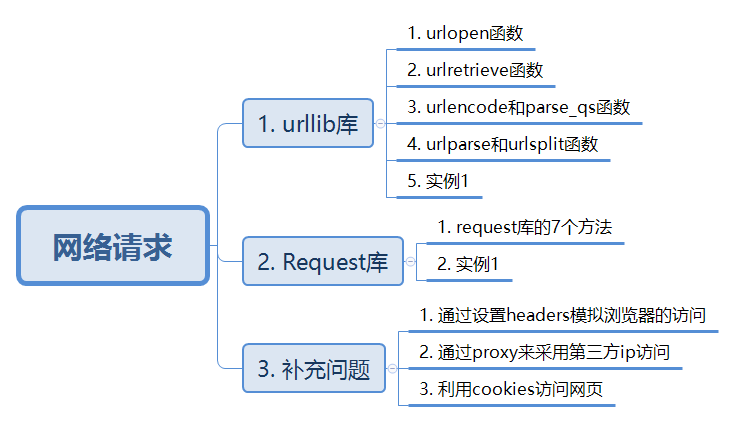 网络请求
1. urllib库
1. urlopen函数
2. urlretrieve函数
3. urlencode和parse_qs函数
4. urlparse和urlsplit函数
5. 实例1
2. Request库
1. request库的7个方法
2. 实例1
3. 补充问题
1. 通过设置headers模拟浏览器的访问
2. 通过proxy来采用第三方ip访问
3. 利用cookies访问网页